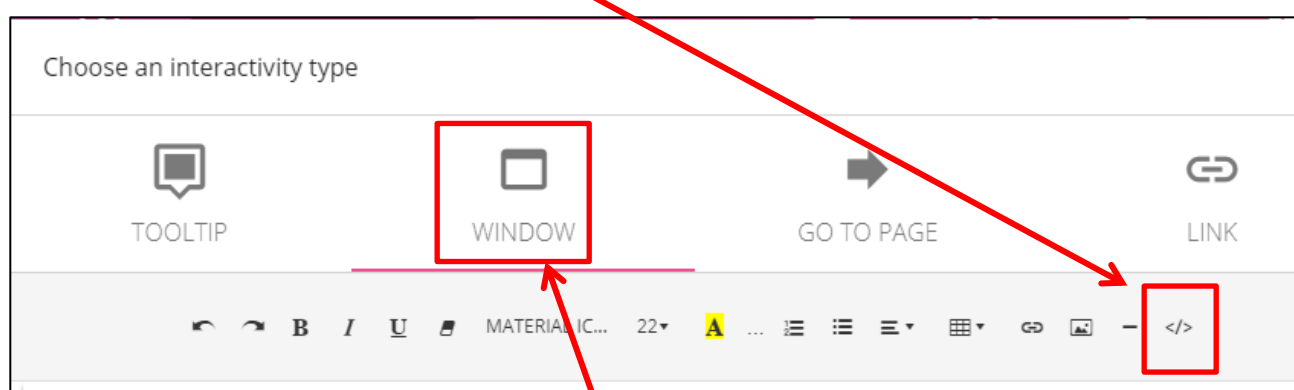 Choose an interactivity type
TOOLTIP WINDOW GO TO PAGE LINK
B I U MATERIAL IC... 22 A ... </>